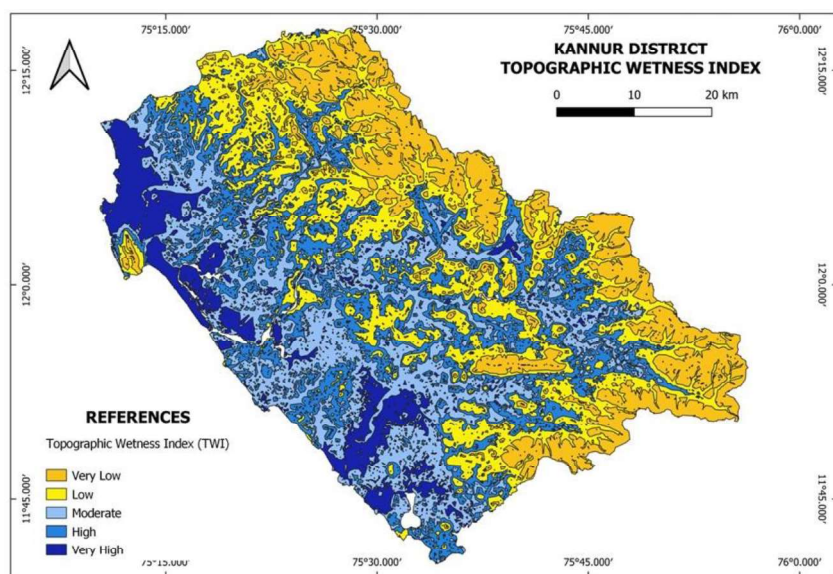 75°15.000' 75°30.000' 75°45.000' 76°0.000'
KANNUR DISTRICT
TOPOGRAPHIC WETNESS INDEX
0 10 20 km
12°15.000' 12°15.000'
12°0.000' 12°0.000'
11°45.000' 11°45.000'
REFERENCES
Topographic Wetness Index (TWI)
Very Low
Low
Moderate
High
Very High
75°15.000' 75°30.000' 75°45.000' 76°0.000'